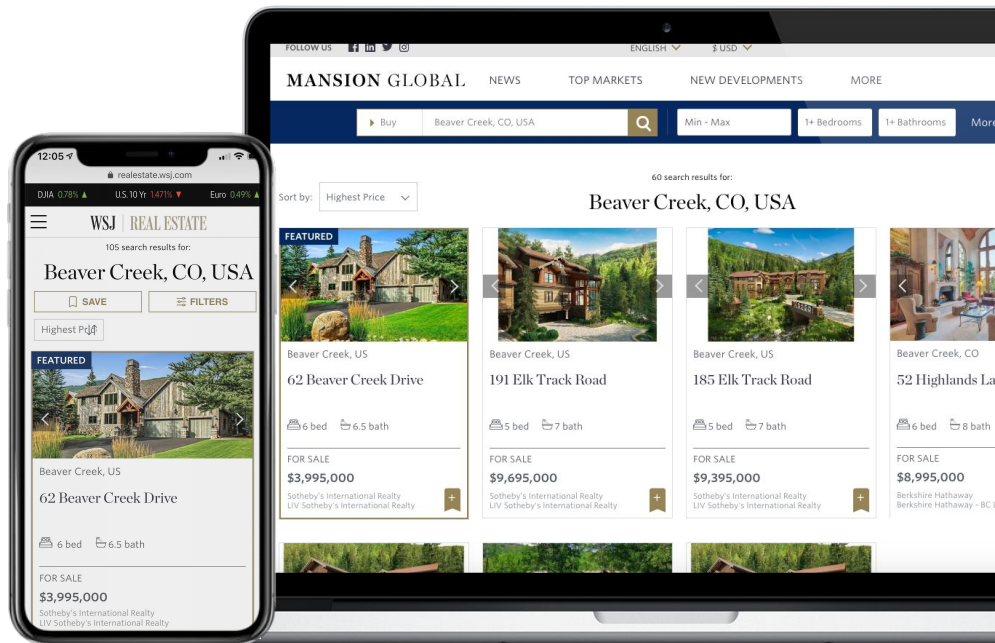 12:05
realestate.wsj.com
DJIA 0.78% ▲ U.S. 10 Yr 1.471% ▼ Euro 0.49% ▲
WSJ | REAL ESTATE
105 search results for:
Beaver Creek, CO, USA
SAVE FILTERS
Highest
FEATURED
Beaver Creek, US
62 Beaver Creek Drive
6 bed 6.5 bath
FOR SALE
$3,995,000
Sotheby's International Realty
LIV Sotheby's International Realty
FOLLOW US ENGLISH $ USD
MANSION GLOBAL NEWS TOP MARKETS NEW DEVELOPMENTS MORE
Buy Beaver Creek, CO, USA Min - Max 1+ Bedrooms 1+ Bathrooms More
60 search results for:
Sort by: Highest Price Beaver Creek, CO, USA
FEATURED
Beaver Creek, US
62 Beaver Creek Drive
6 bed 6.5 bath
FOR SALE
$3,995,000
Sotheby's International Realty
LIV Sotheby's International Realty
Beaver Creek, US
191 Elk Track Road
5 bed 7 bath
FOR SALE
$9,695,000
Sotheby's International Realty
LIV Sotheby's International Realty
Beaver Creek, US
185 Elk Track Road
5 bed 7 bath
FOR SALE
$9,395,000
Sotheby's International Realty
LIV Sotheby's International Realty
Beaver Creek, CO
52 Highlands La
6 bed 8 bath
FOR SALE
$8,995,000
Berkshire Hathaway
Berkshire Hathaway - BC